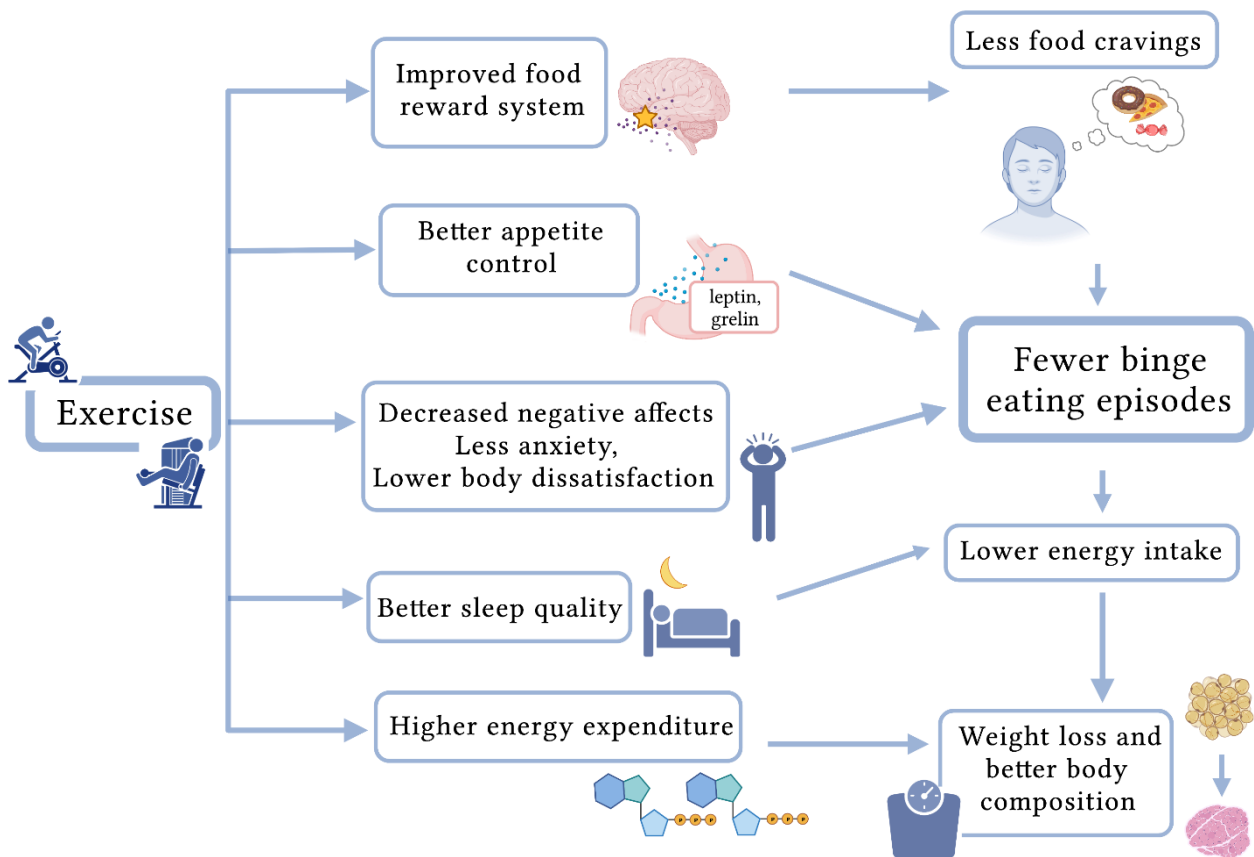 Exercise
Improved food
reward system
Less food cravings
Better appetite
control
leptin,
grelin
Fewer binge
eating episodes
Decreased negative affects
Less anxiety,
Lower body dissatisfaction
Lower energy intake
Better sleep quality
Higher energy expenditure
Weight loss and
better body
composition
P P P
P P P